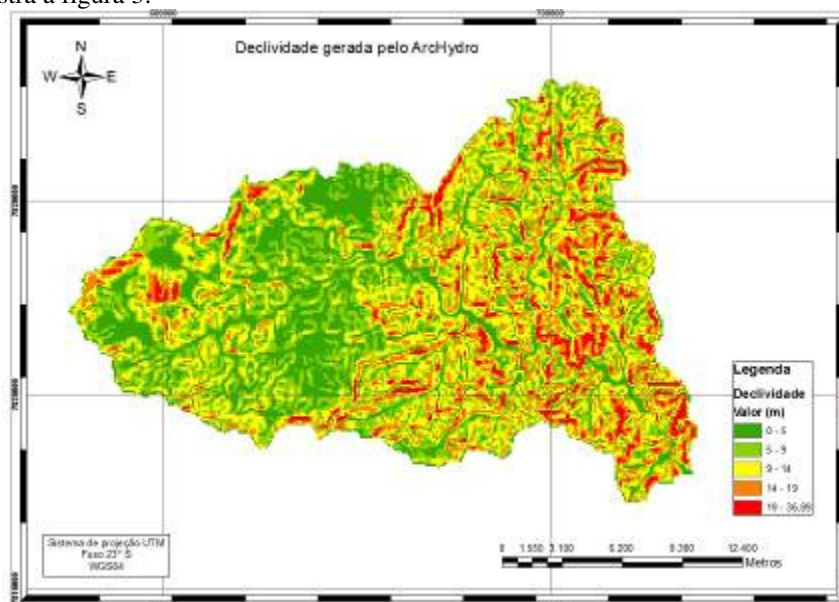 stra a figura 5.
700000
Declividade gerada pelo ArcHydro
N
W E
S
Legenda
Declividade
Valor (m)
0 - 5
5 - 9
9 - 14
14 - 19
19 - 36,99
Sistema de projeção UTM
Fuso 23° S
WGS84
0 1.550 3.100 6.200 9.300 12.400
Metros